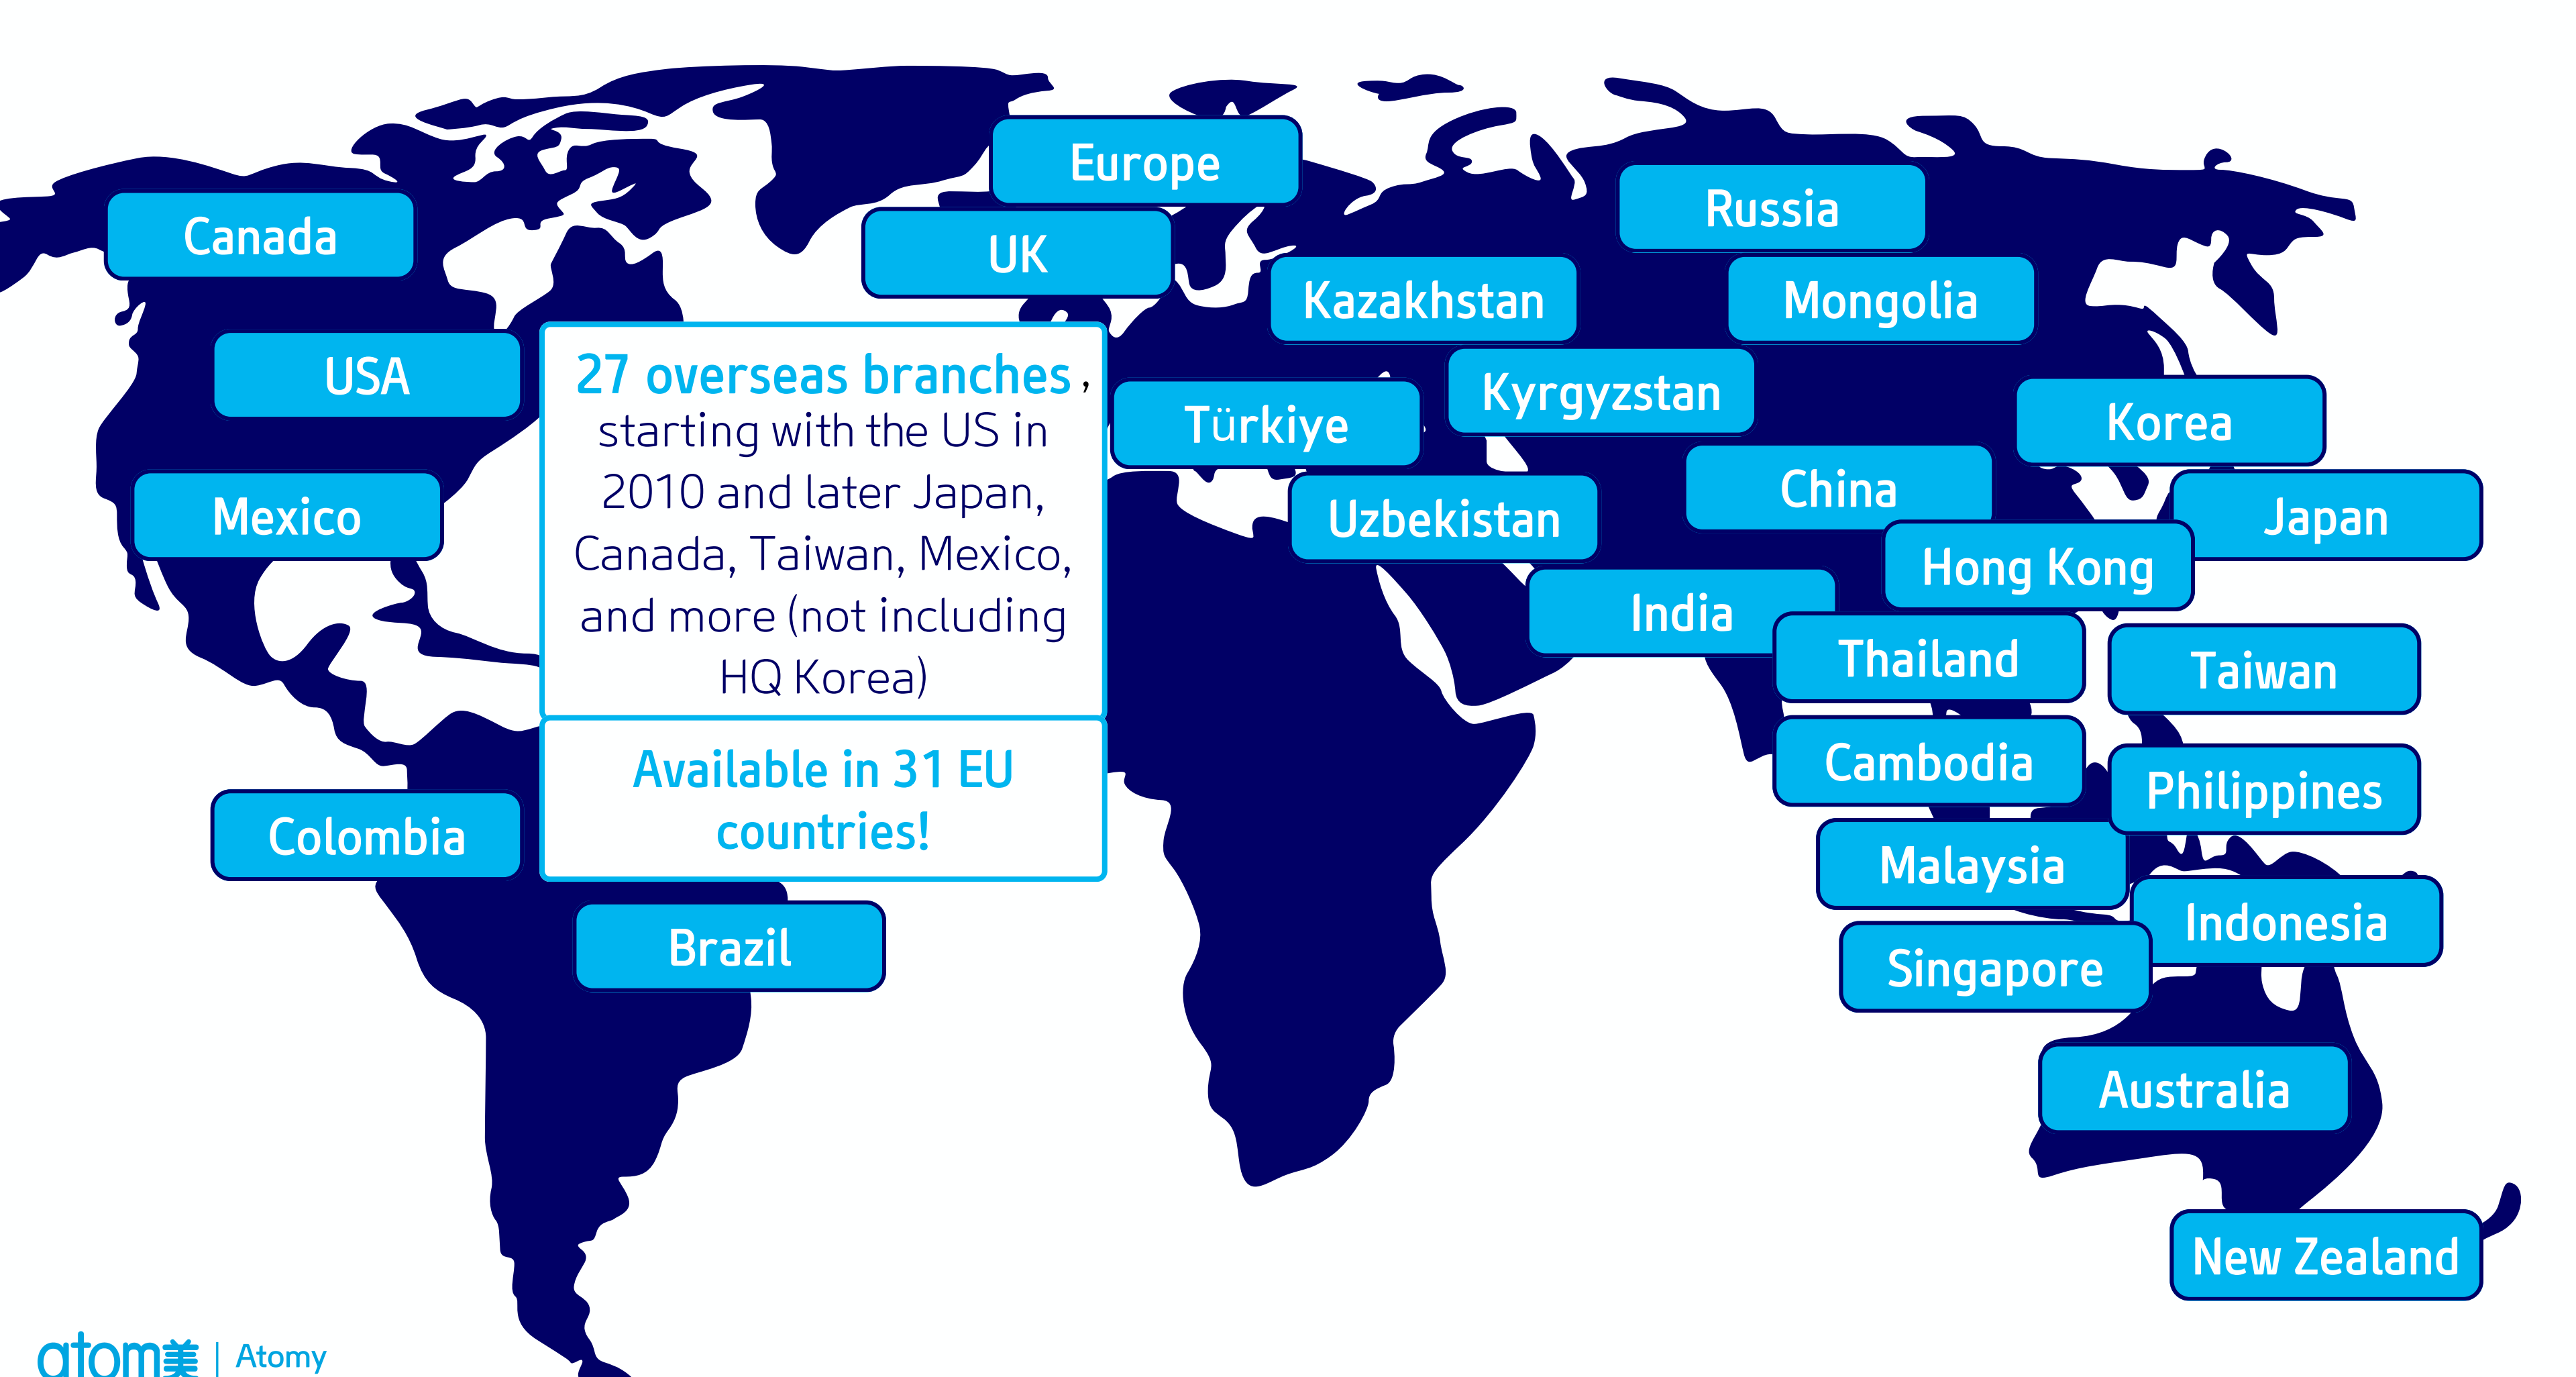 Europe
Canada
Russia
UK
Kazakhstan
Mongolia
USA
27 overseas branches,
starting with the US in
2010 and later Japan,
Canada, Taiwan, Mexico,
and more (not including
HQ Korea)
Available in 31 EU
countries!
Kyrgyzstan
Türkiye
Korea
China
Mexico
Uzbekistan
Japan
Hong Kong
India
Thailand
Taiwan
Cambodia
Philippines
Colombia
Malaysia
Indonesia
Brazil
Singapore
Australia
New Zealand
atom美 | Atomy